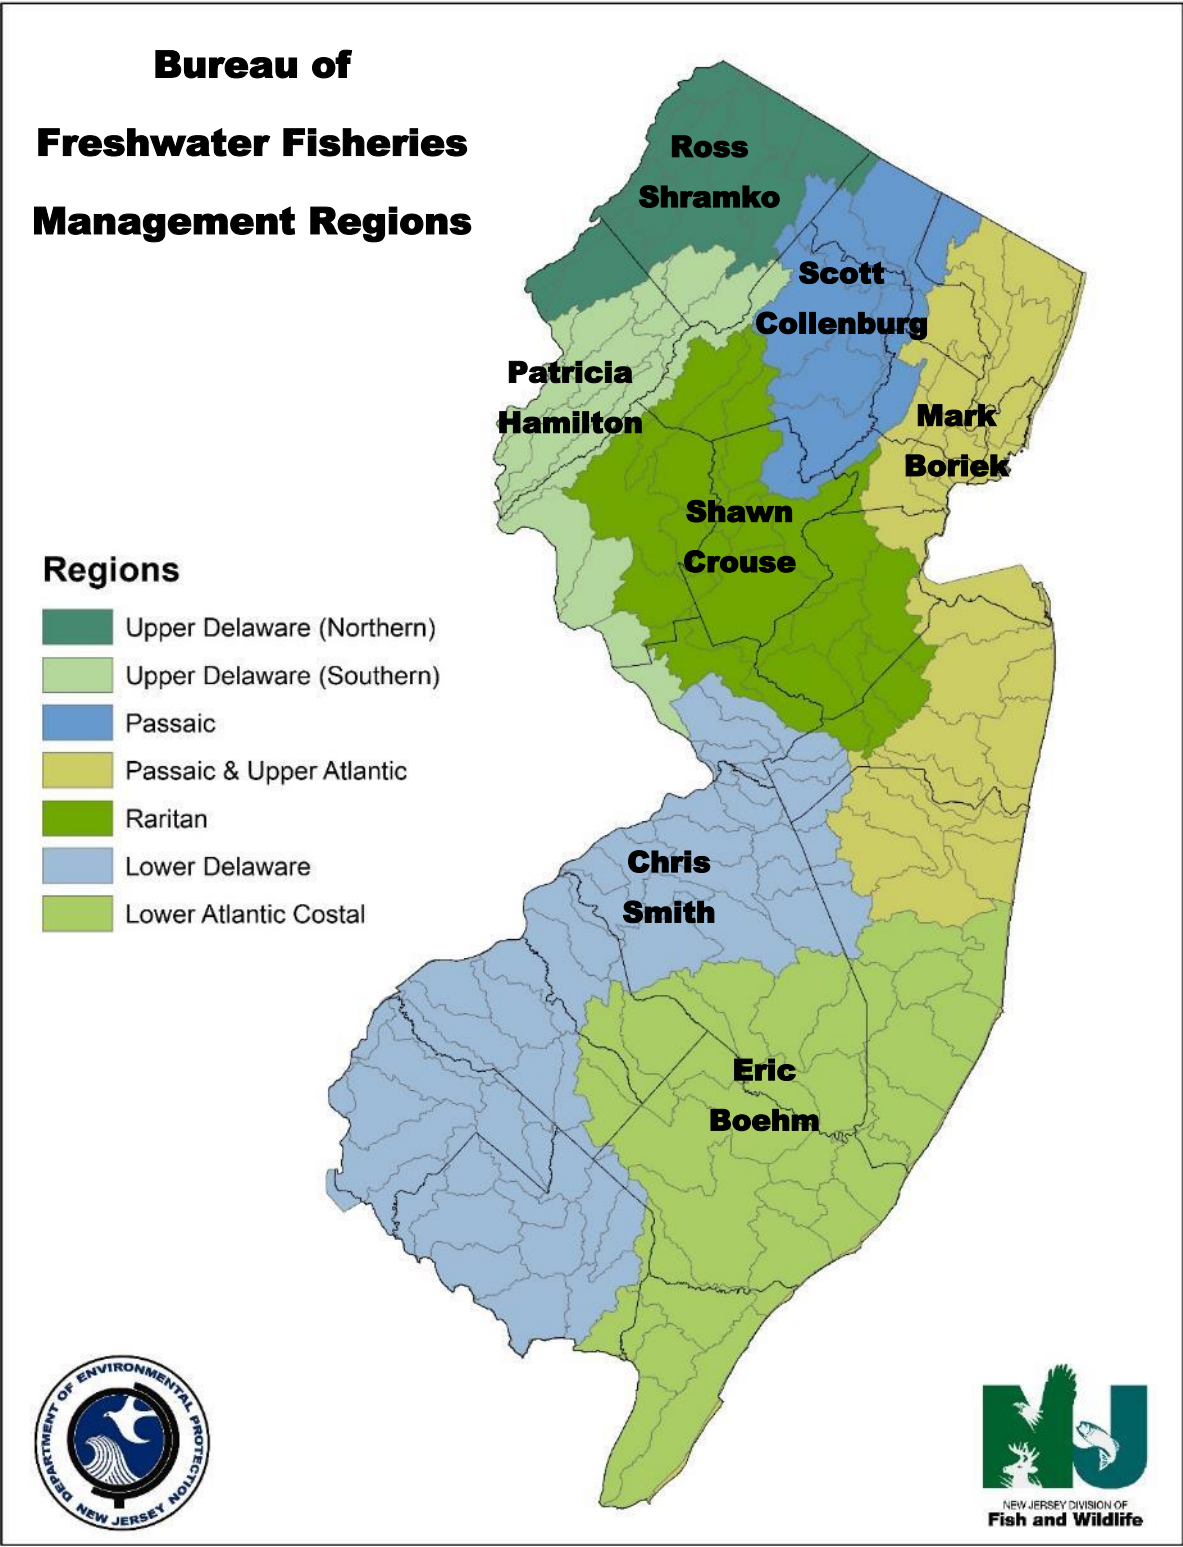 Bureau of
Freshwater Fisheries
Management Regions
Ross
Shramko
Scott
Collenburg
Patricia
Hamilton
Mark
Boriek
Shawn
Crouse
Regions
Upper Delaware (Northern)
Upper Delaware (Southern)
Passaic
Passaic & Upper Atlantic
Raritan
Lower Delaware
Lower Atlantic Costal
Chris
Smith
Eric
Boehm
DEPARTMENT OF ENVIRONMENTAL PROTECTION
NEW JERSEY
NJ
NEW JERSEY DIVISION OF
Fish and Wildlife